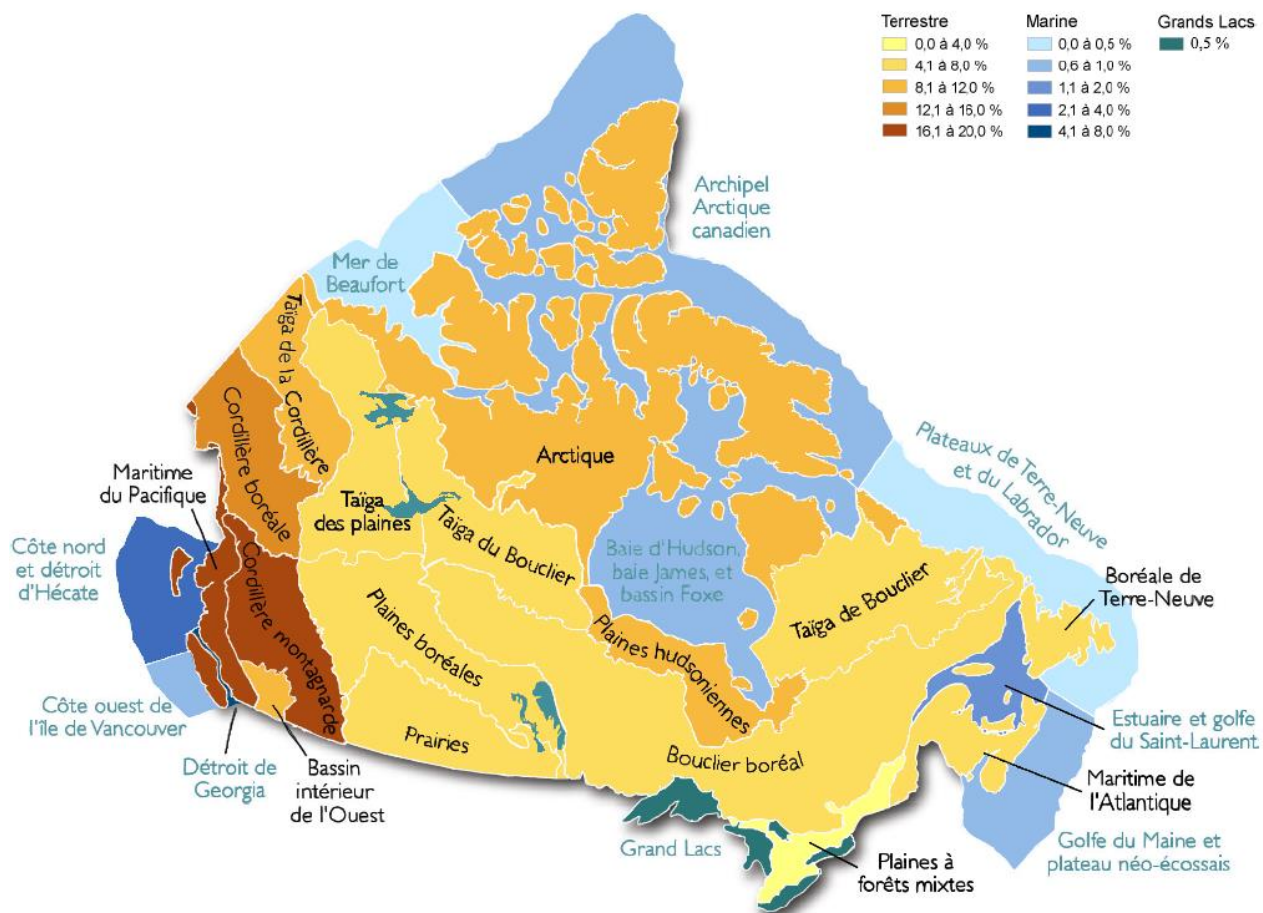 Terrestre
0,0 à 4,0 %
4,1 à 8,0 %
8,1 à 12,0 %
12,1 à 16,0 %
16,1 à 20,0 %
Marine
0,0 à 0,5 %
0,6 à 1,0 %
1,1 à 2,0 %
2,1 à 4,0 %
4,1 à 8,0 %
Grands Lacs
0,5 %
Archipel
Arctique
canadien
Mer de
Beaufort
Taïga de la Cordillère
Cordillère boréale
Maritime
du Pacifique
Arctique
Plateaux de Terre-Neuve
et du Labrador
Taïga
des plaines
Taïga du Bouclier
Côte nord
et détroit
d'Hécate
Cordillère montagnarde
Baie d'Hudson,
baie James, et
bassin Foxe
Taïga de Bouclier
Boréale de
Terre-Neuve
Plaines boréales
Plaines hudsoniennes
Côte ouest de
l'île de Vancouver
Prairies
Bouclier boréal
Estuaire et golfe
du Saint-Laurent
Détroit de
Georgia
Bassin
intérieur
de l'Ouest
Maritime de
l'Atlantique
Grand Lacs
Plaines à
forêts mixtes
Golfe du Maine et
plateau néo-écossais